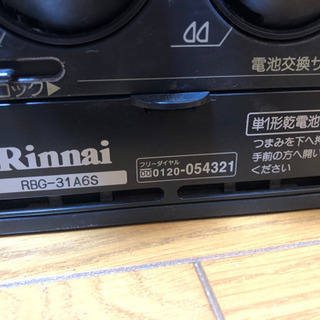 電池交換サ
ロック▶
Rinnai
RBG-31A6S
フリーダイヤル
0120-054321
単1形乾電池
つまみを下へ押
手前の方へ開い
ください